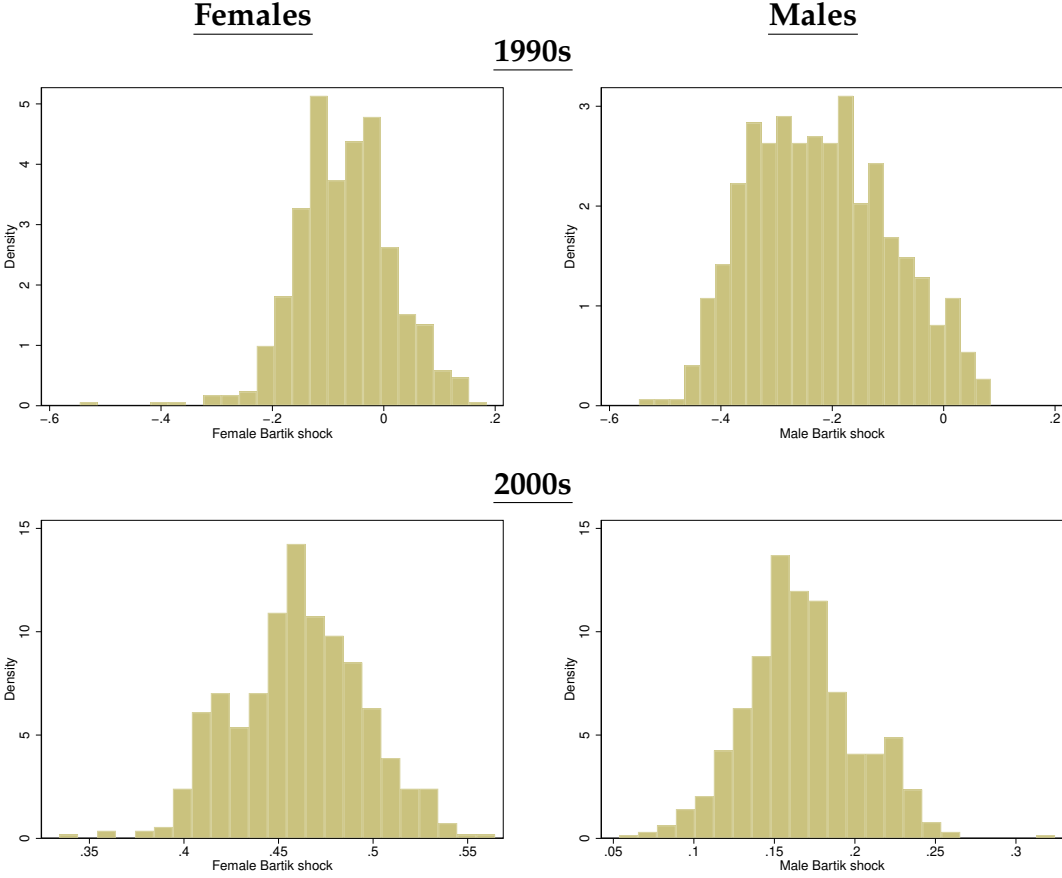 Females Males
1990s
5
4
3
2
1
0
Density
-.6 -.4 -.2 0 .2
Female Bartik shock
3
2
1
0
Density
-.6 -.4 -.2 0 .2
Male Bartik shock
2000s
15
10
5
0
Density
.35 .4 .45 .5 .55
Female Bartik shock
15
10
5
0
Density
.05 .1 .15 .2 .25 .3
Male Bartik shock